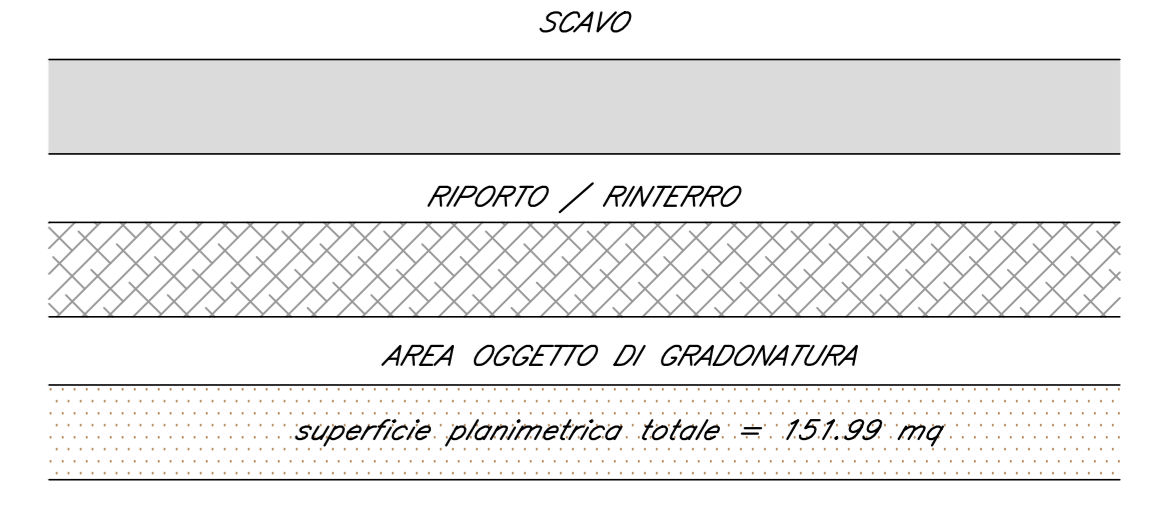 SCAVO
RIPORTO / RINTERRO
AREA OGGETTO DI GRADONATURA
superficie planimetrica totale = 151.99 mq